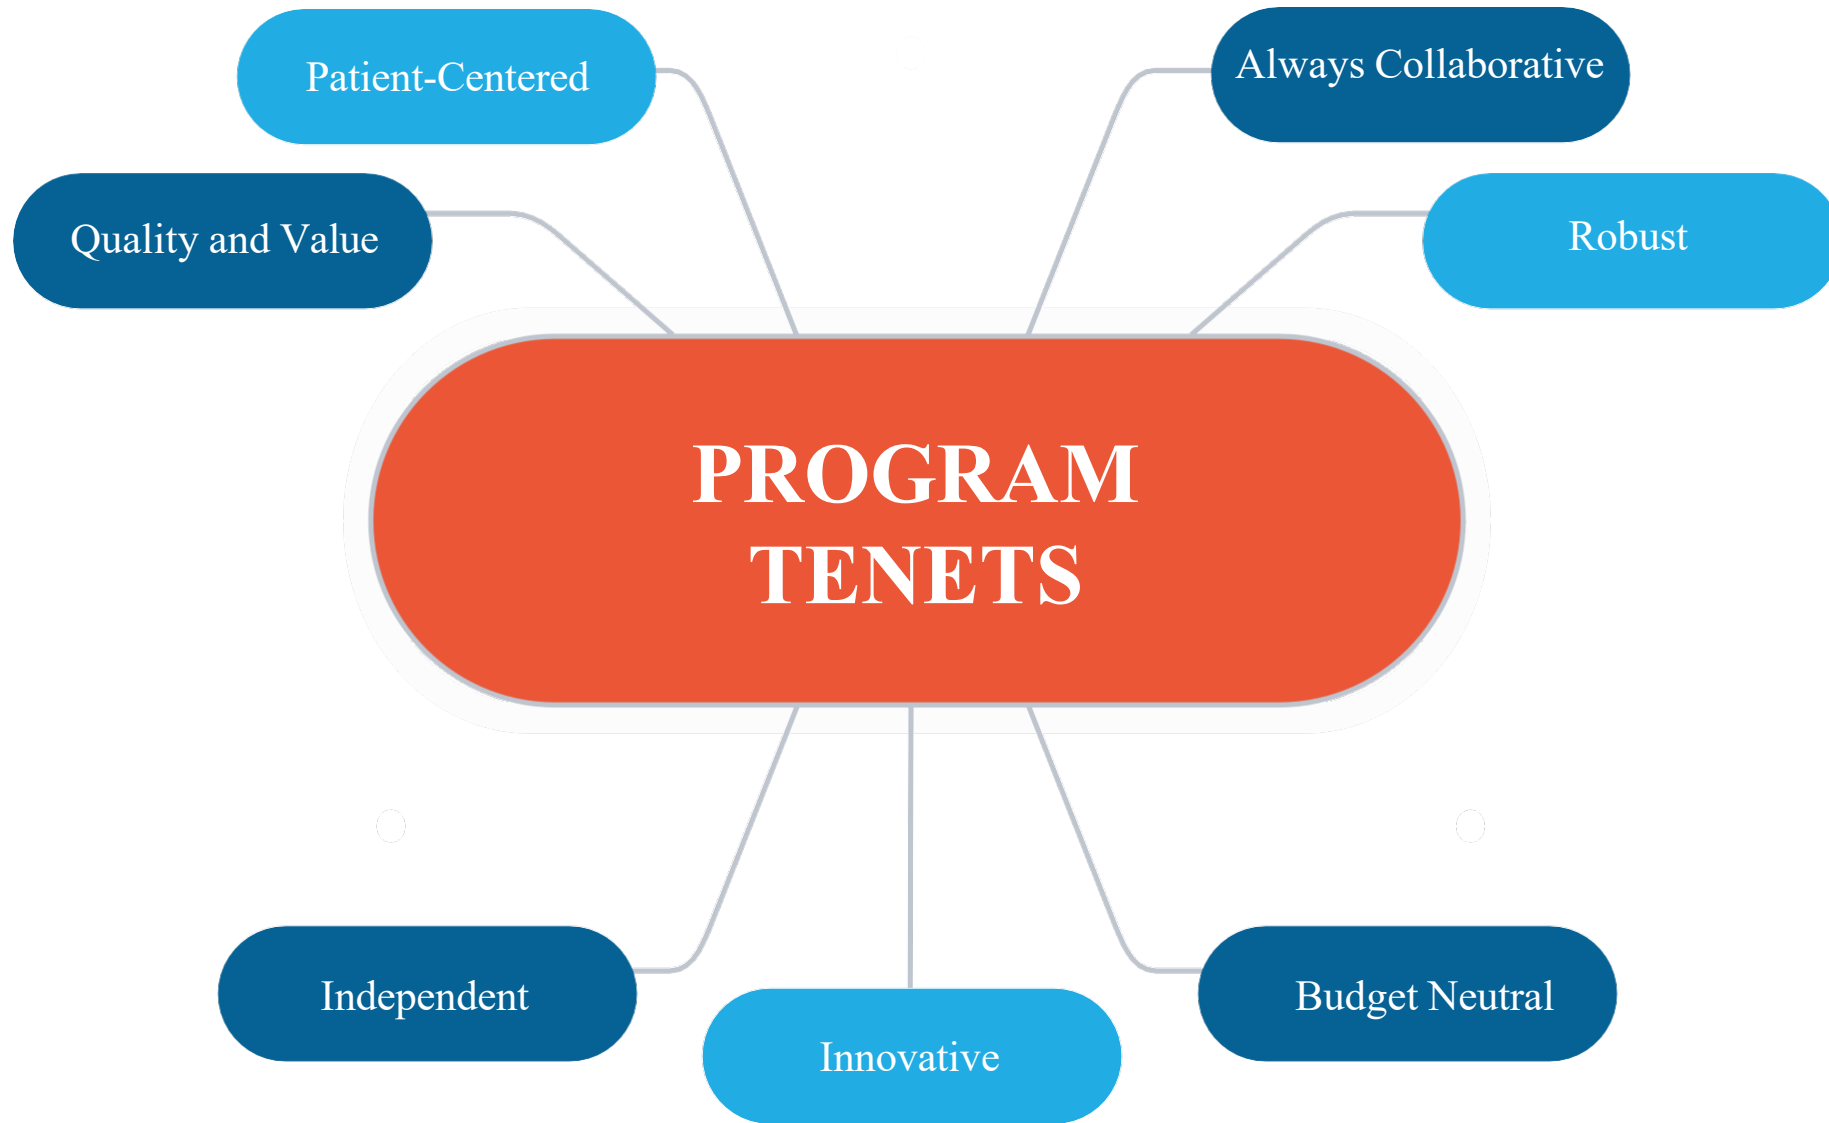 Patient-Centered
Always Collaborative
Quality and Value
Robust
PROGRAM
TENETS
Independent
Innovative
Budget Neutral